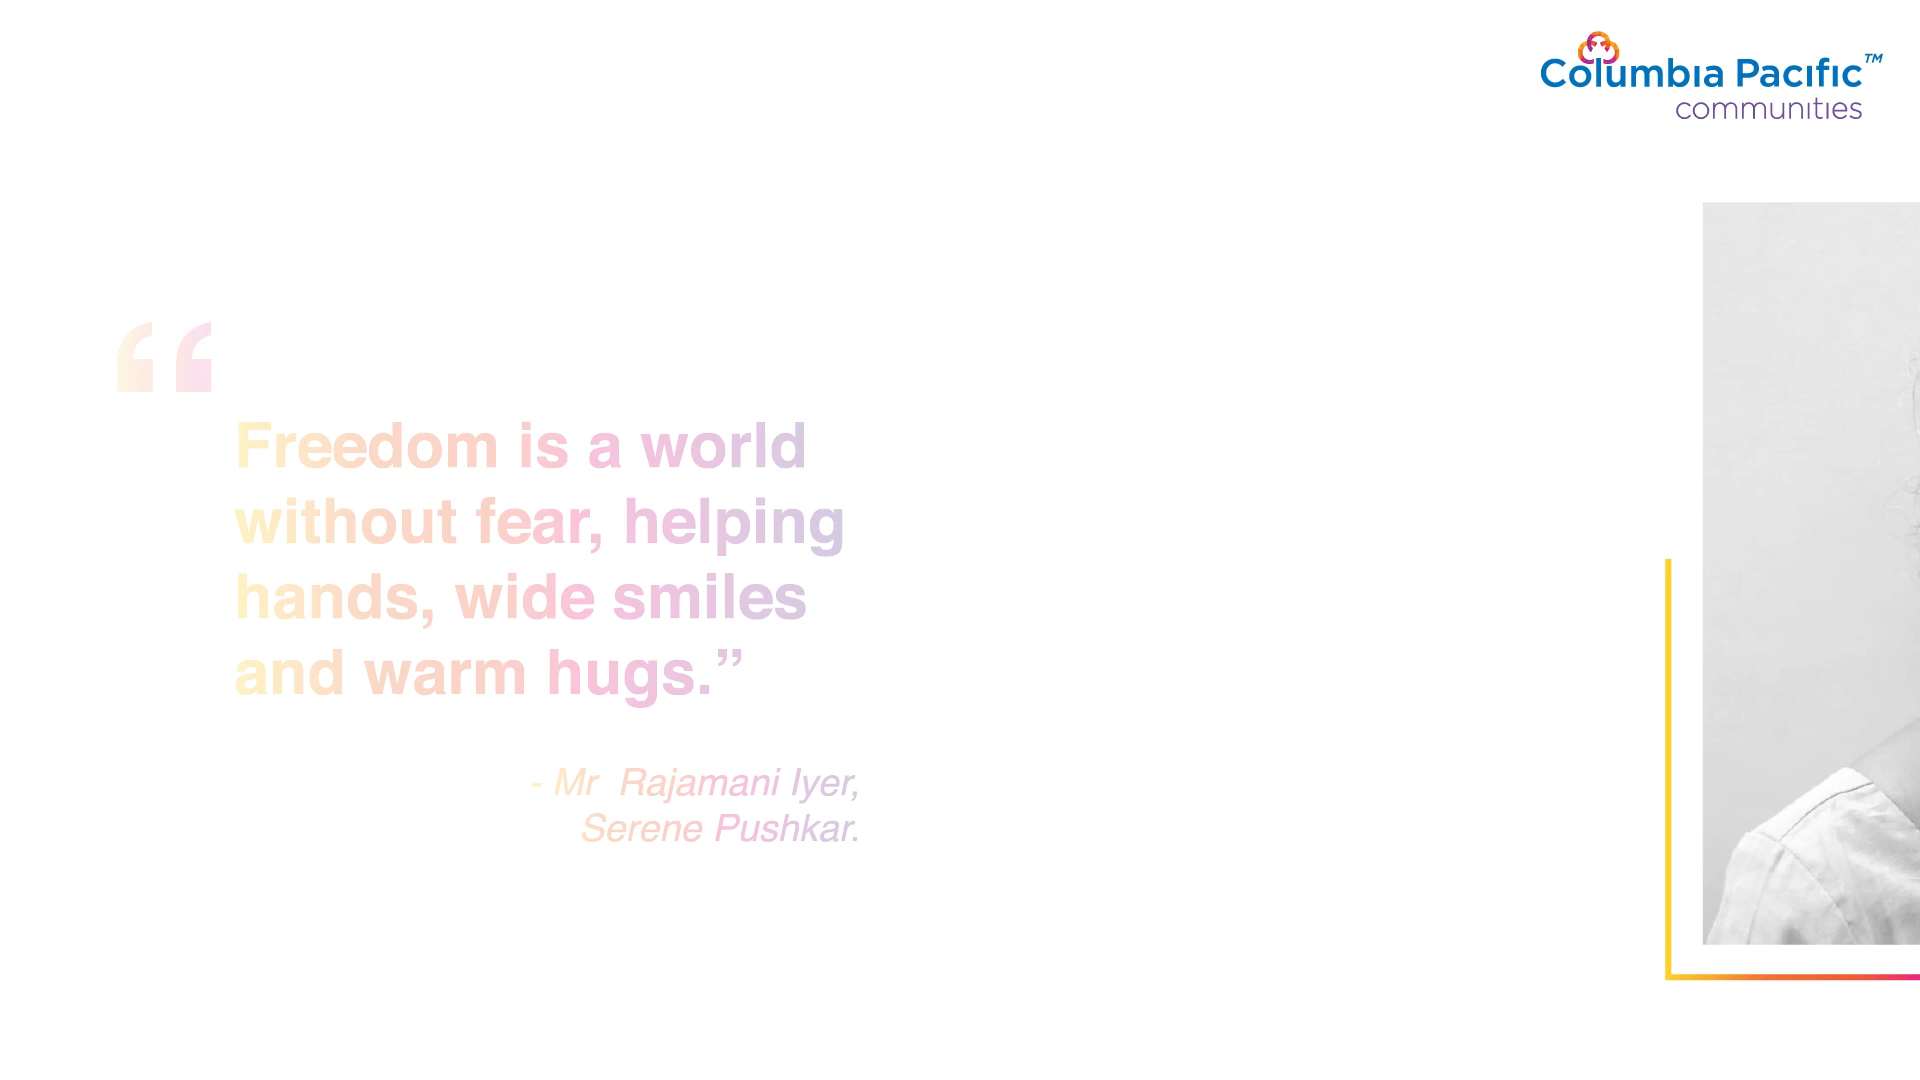 Columbia Pacific™
communities
“
Freedom is a world
without fear, helping
hands, wide smiles
and warm hugs.”
- Mr Rajamani Iyer,
Serene Pushkar.